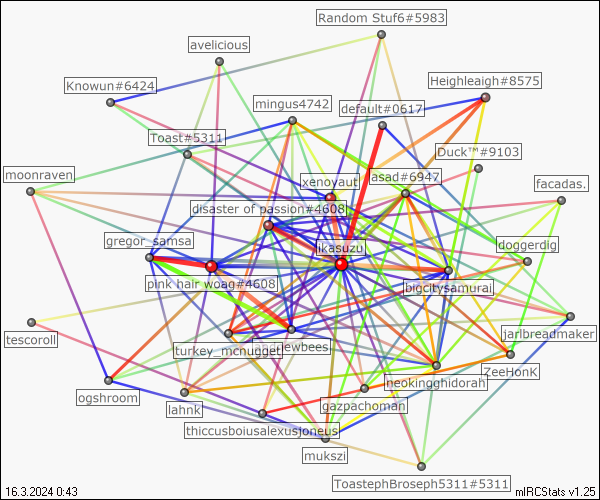 Random Stuf6#5983
avelicious
Knowun#6424
Heighleaigh#8575
mingus4742
default#0617
Toast#5311
Duck™#9103
moonraven
xenoyaut
asad#6947
facadas.
disaster of passion#4608
gregor_samsa
ikasuzu
doggerdig
pink hair woag#4608
bigcitysamurai
tescoroll
jarlbreadmaker
turkey_mcnugget
ZeeHonK
ogshroom
heokingghidorah
lahnk
gazpachoman
thiccusboiusalexusjoneus
mukszi
ToastephBroseph5311#5311
16.3.2024 0:43
mIRCStats v1.25